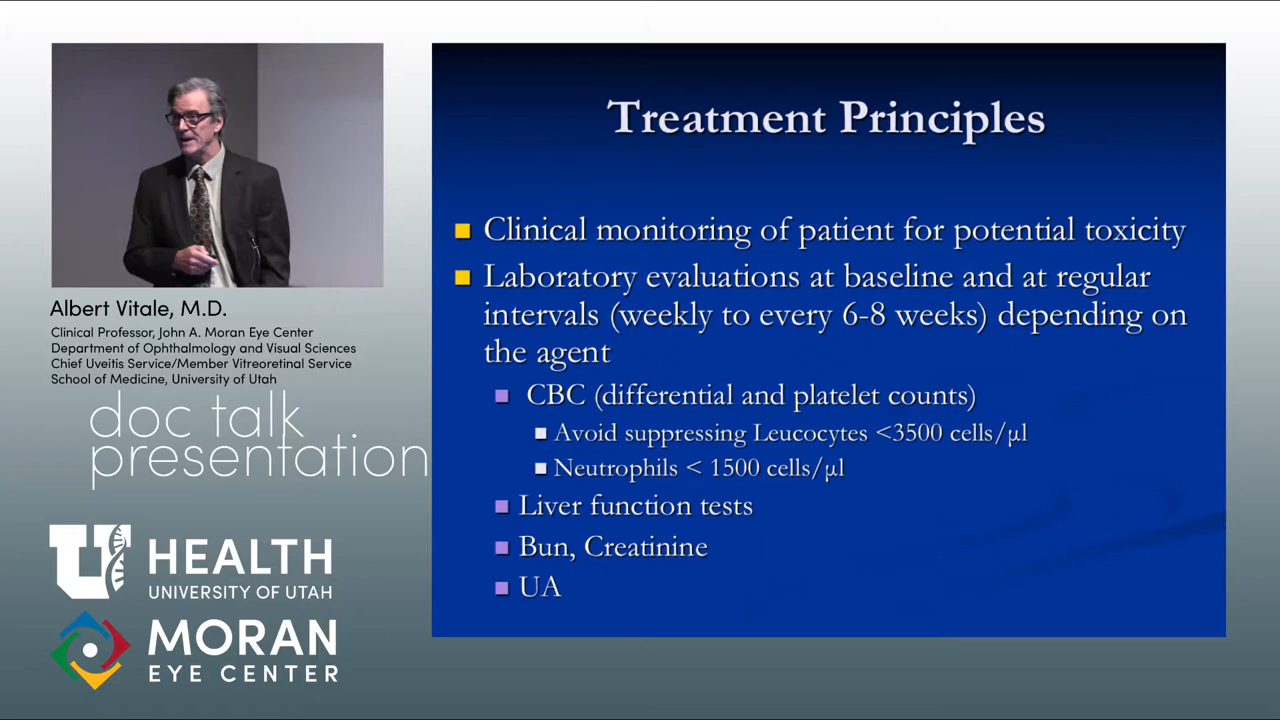 Albert Vitale, M.D.
Clinical Professor, John A. Moran Eye Center
Department of Ophthalmology and Visual Sciences
Chief Uveitis Service/Member Vitreoretinal Service
School of Medicine, University of Utah
doc talk
presentation
U HEALTH
UNIVERSITY OF UTAH
MORAN
EYE CENTER
Treatment Principles
Clinical monitoring of patient for potential toxicity
Laboratory evaluations at baseline and at regular
intervals (weekly to every 6-8 weeks) depending on
the agent
CBC (differential and platelet counts)
Avoid suppressing Leucocytes <3500 cells/µl
Neutrophils < 1500 cells/µl
Liver function tests
Bun, Creatinine
UA